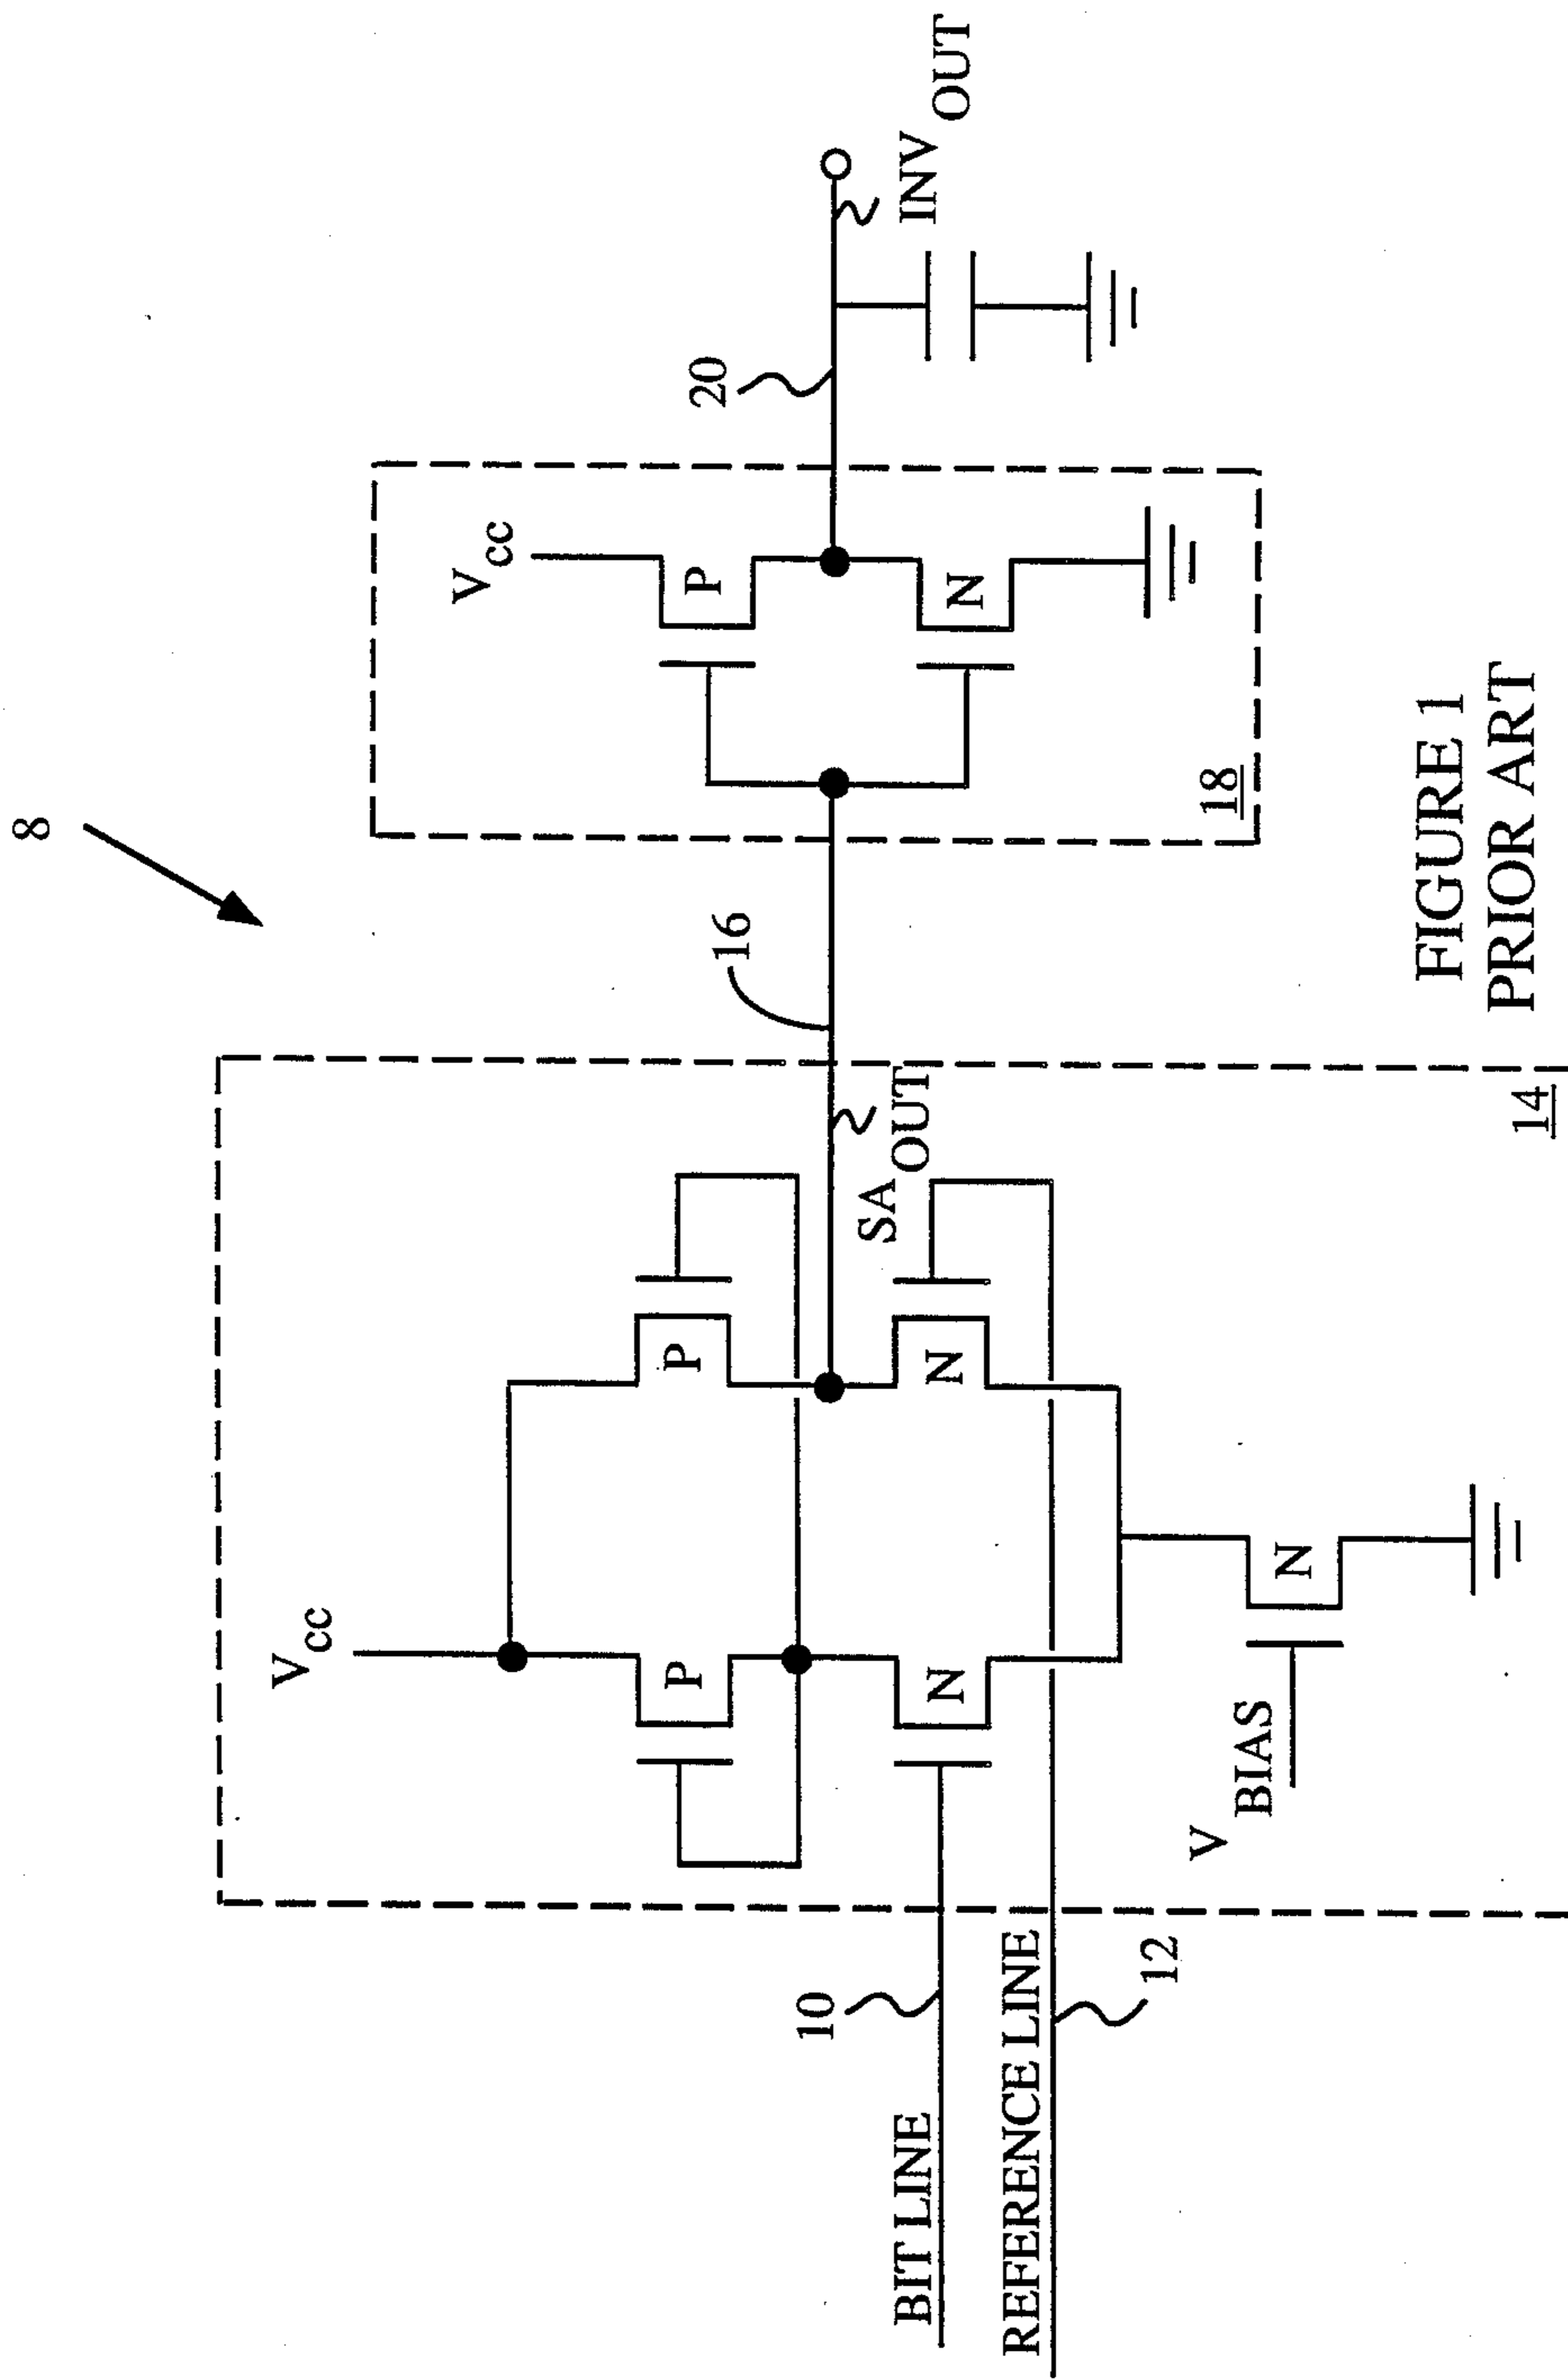 8
V CC
P
P
N
N
N
V BIAS
BIT LINE
10
REFERENCE LINE
12
SA OUT
14
16
V CC
P
N
18
20
INV OUT
FIGURE 1
PRIOR ART